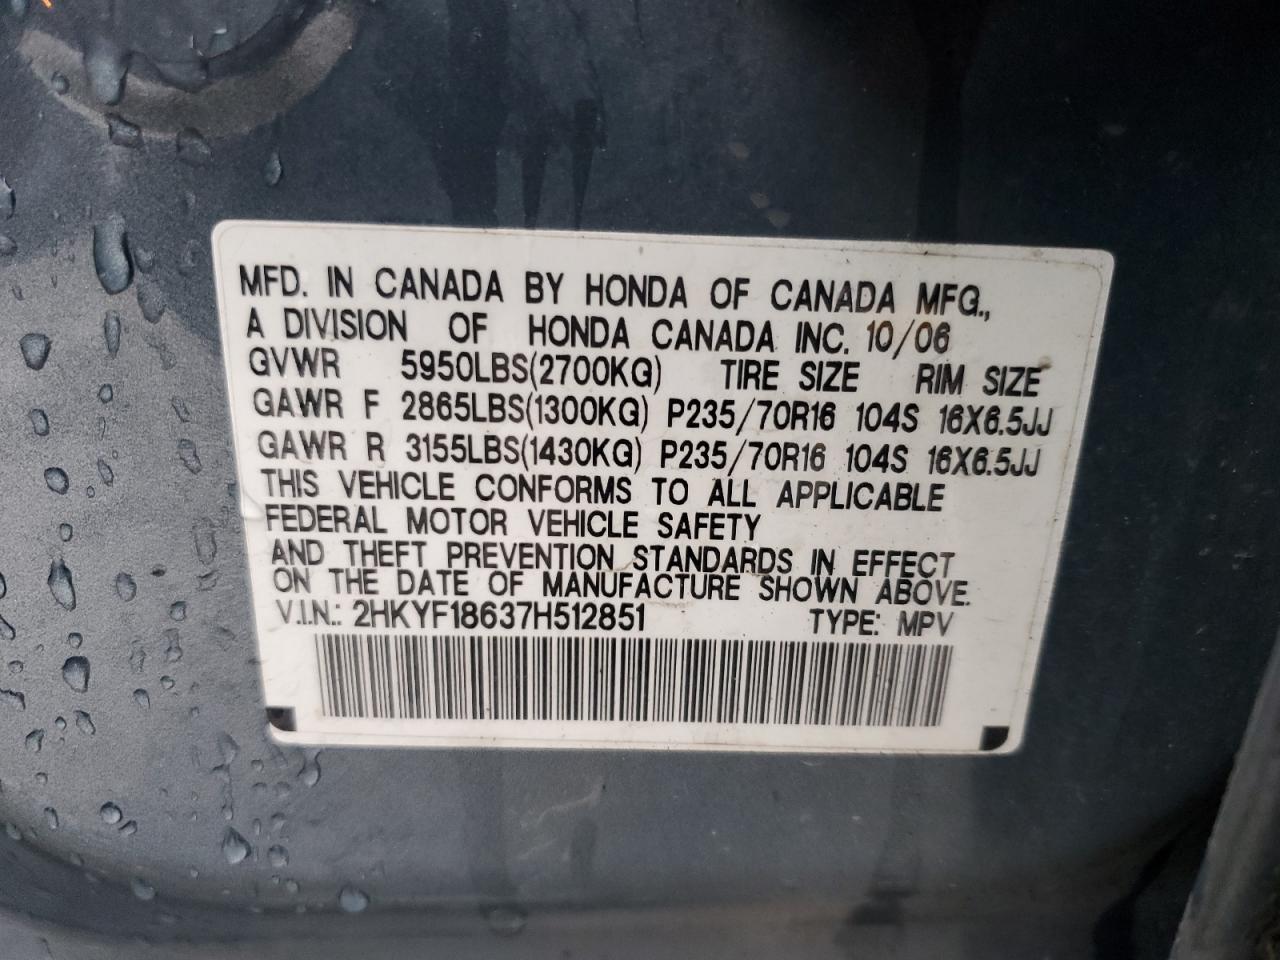 MFD. IN CANADA BY HONDA OF CANADA MFG.,
A DIVISION OF HONDA CANADA INC. 10/06
GVWR 5950LBS(2700KG) TIRE SIZE RIM SIZE
GAWR F 2865LBS(1300KG) P235/70R16 104S 16X6.5JJ
GAWR R 3155LBS(1430KG) P235/70R16 104S 16X6.5JJ
THIS VEHICLE CONFORMS TO ALL APPLICABLE
FEDERAL MOTOR VEHICLE SAFETY
AND THEFT PREVENTION STANDARDS IN EFFECT
ON THE DATE OF MANUFACTURE SHOWN ABOVE.
V.I.N.: 2HKYF18637H512851 TYPE: MPV